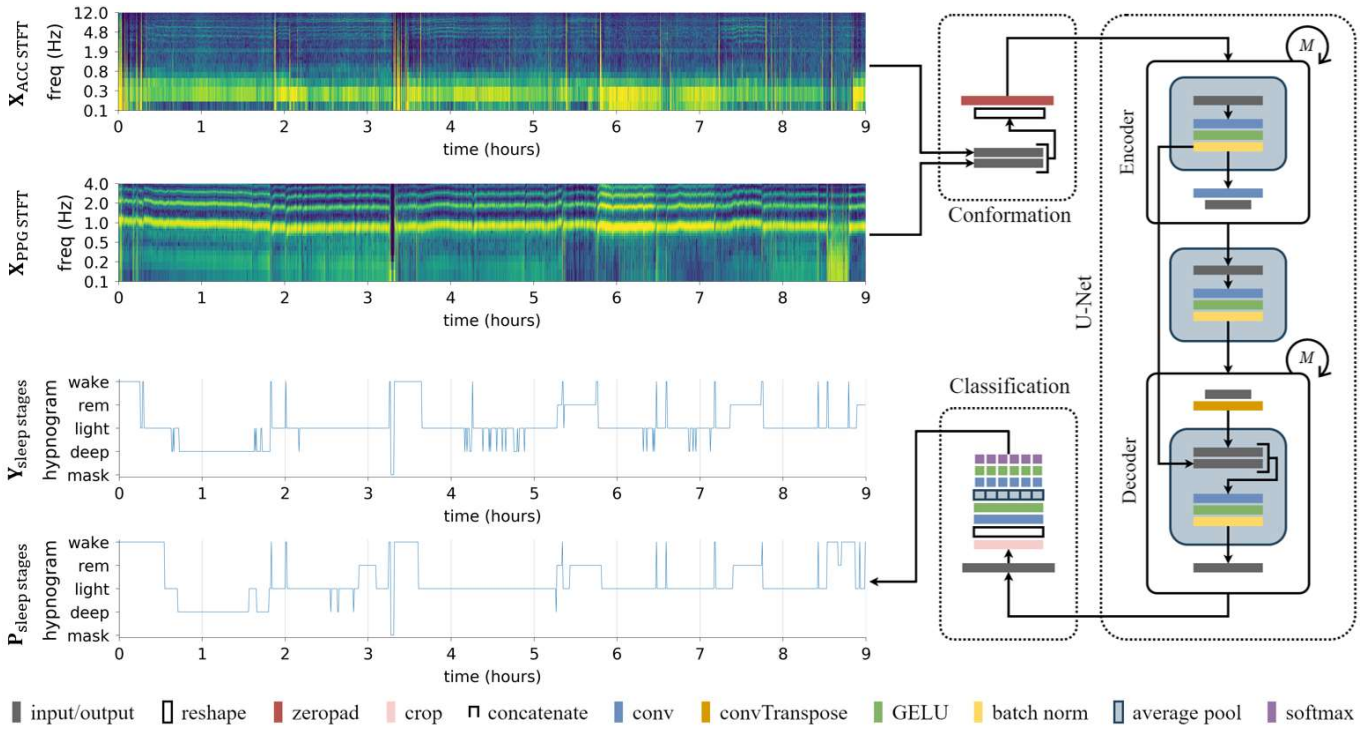 X_ACC STFT
freq (Hz)
12.0
4.8
1.9
0.8
0.3
0.1
0 1 2 3 4 5 6 7 8 9
time (hours)
X_PPG STFT
freq (Hz)
4.0
2.0
1.0
0.5
0.2
0.1
0 1 2 3 4 5 6 7 8 9
time (hours)
Y_sleep stages
hypnogram
wake
rem
light
deep
mask
0 1 2 3 4 5 6 7 8 9
time (hours)
P_sleep stages
hypnogram
wake
rem
light
deep
mask
0 1 2 3 4 5 6 7 8 9
time (hours)
Conformation
Classification
U-Net
Encoder
M
Decoder
M
input/output reshape zeropad crop concatenate conv convTranspose GELU batch norm average pool softmax